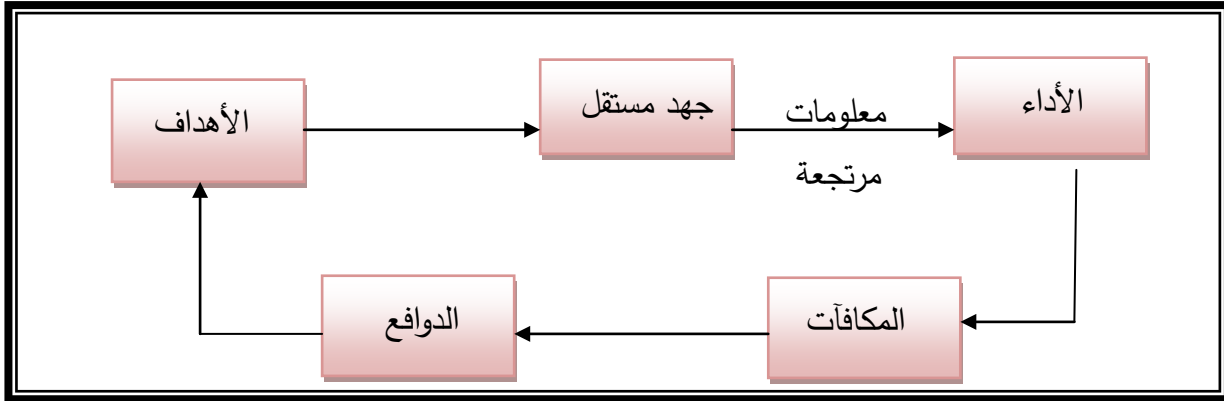 الأهداف
جهد مستقل
معلومات
مرتجعة
الأداء
الدوافع
المكافآت